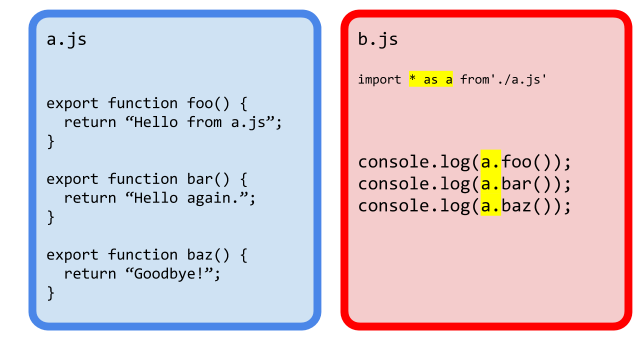 a.js
export function foo() {
return “Hello from a.js”;
}
export function bar() {
return “Hello again.”;
}
export function baz() {
return “Goodbye!”;
}
b.js
import * as a from'./a.js'
console.log(a.foo());
console.log(a.bar());
console.log(a.baz());